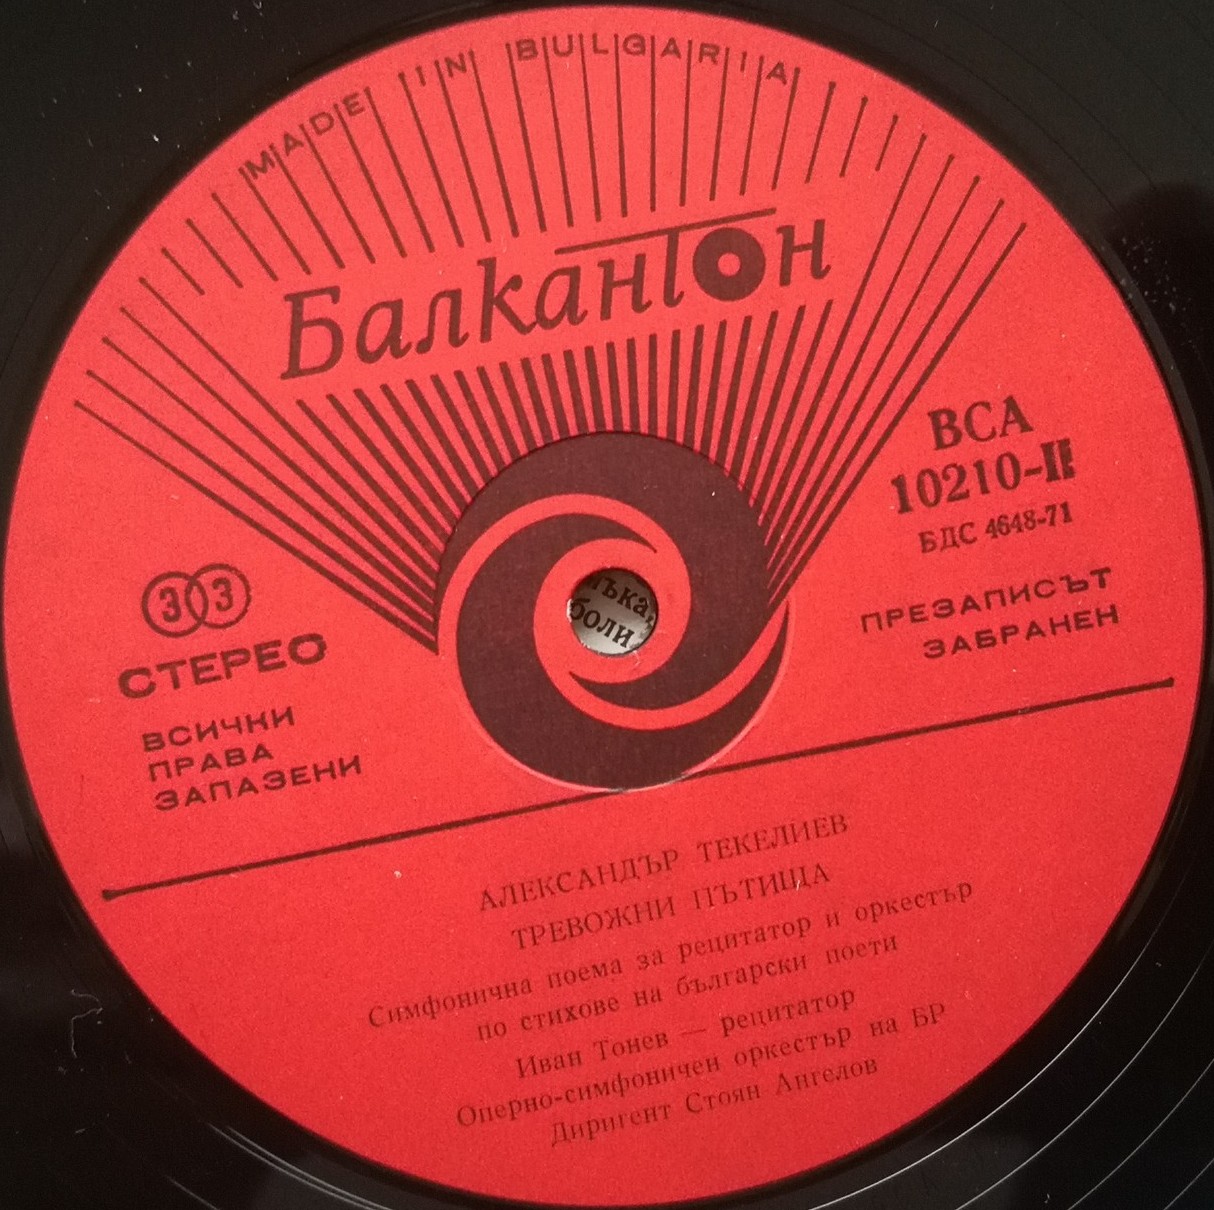 MADE IN BULGARIA
Балкантон
ВСА
10210-II
БДС 4648-71
ПРЕЗАПИСЪТ
ЗАБРАНЕН
33
СТЕРЕО
ВСИЧКИ
ПРАВА
ЗАПАЗЕНИ
тъка,
боли
АЛЕКСАНДЪР ТЕКЕЛИЕВ
ТРЕВОЖНИ ПЪТИЩА
Симфонична поема за рецитатор и оркестър
по стихове на български поети
Иван Тонев — рецитатор
Оперно-симфоничен оркестър на БР
Диригент Стоян Ангелов